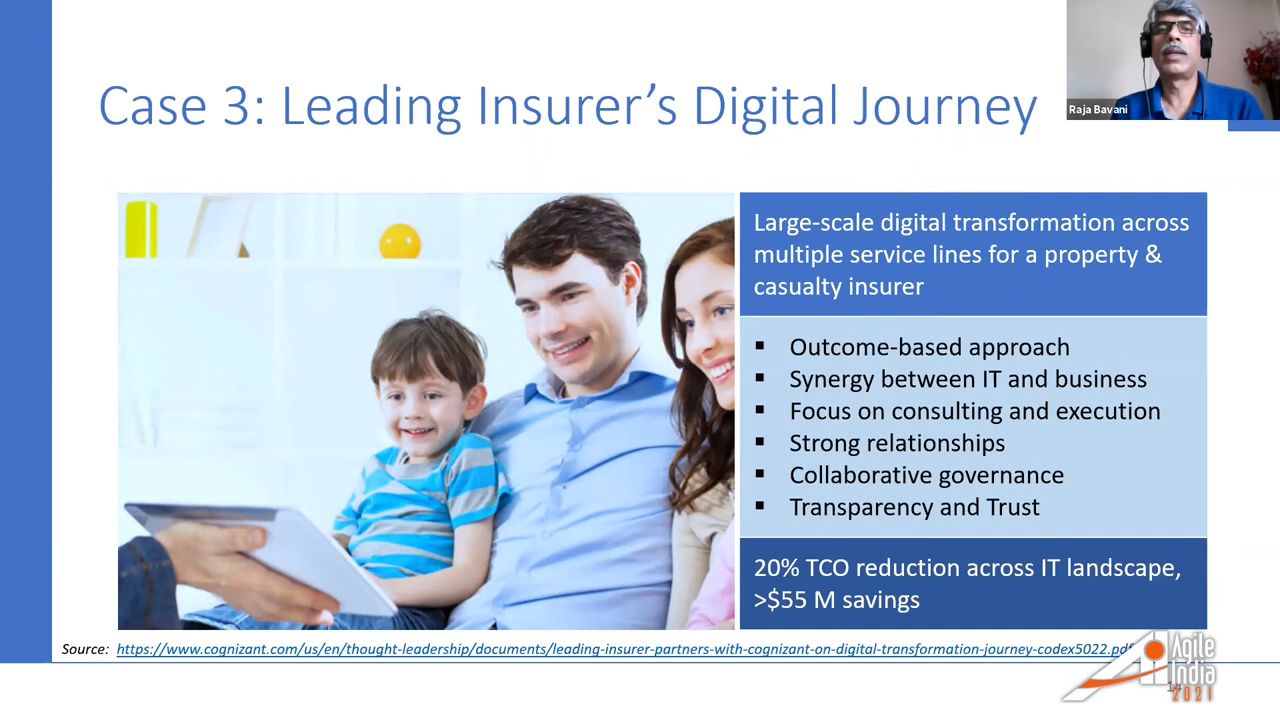 Raja Bavani
Case 3: Leading Insurer's Digital Journey
Large-scale digital transformation across
multiple service lines for a property &
casualty insurer
▪ Outcome-based approach
▪ Synergy between IT and business
▪ Focus on consulting and execution
▪ Strong relationships
▪ Collaborative governance
▪ Transparency and Trust
20% TCO reduction across IT landscape,
>$55 M savings
Source: https://www.cognizant.com/us/en/thought-leadership/documents/leading-insurer-partners-with-cognizant-on-digital-transformation-journey-codex5022.pdf
Agile
India
2021
14